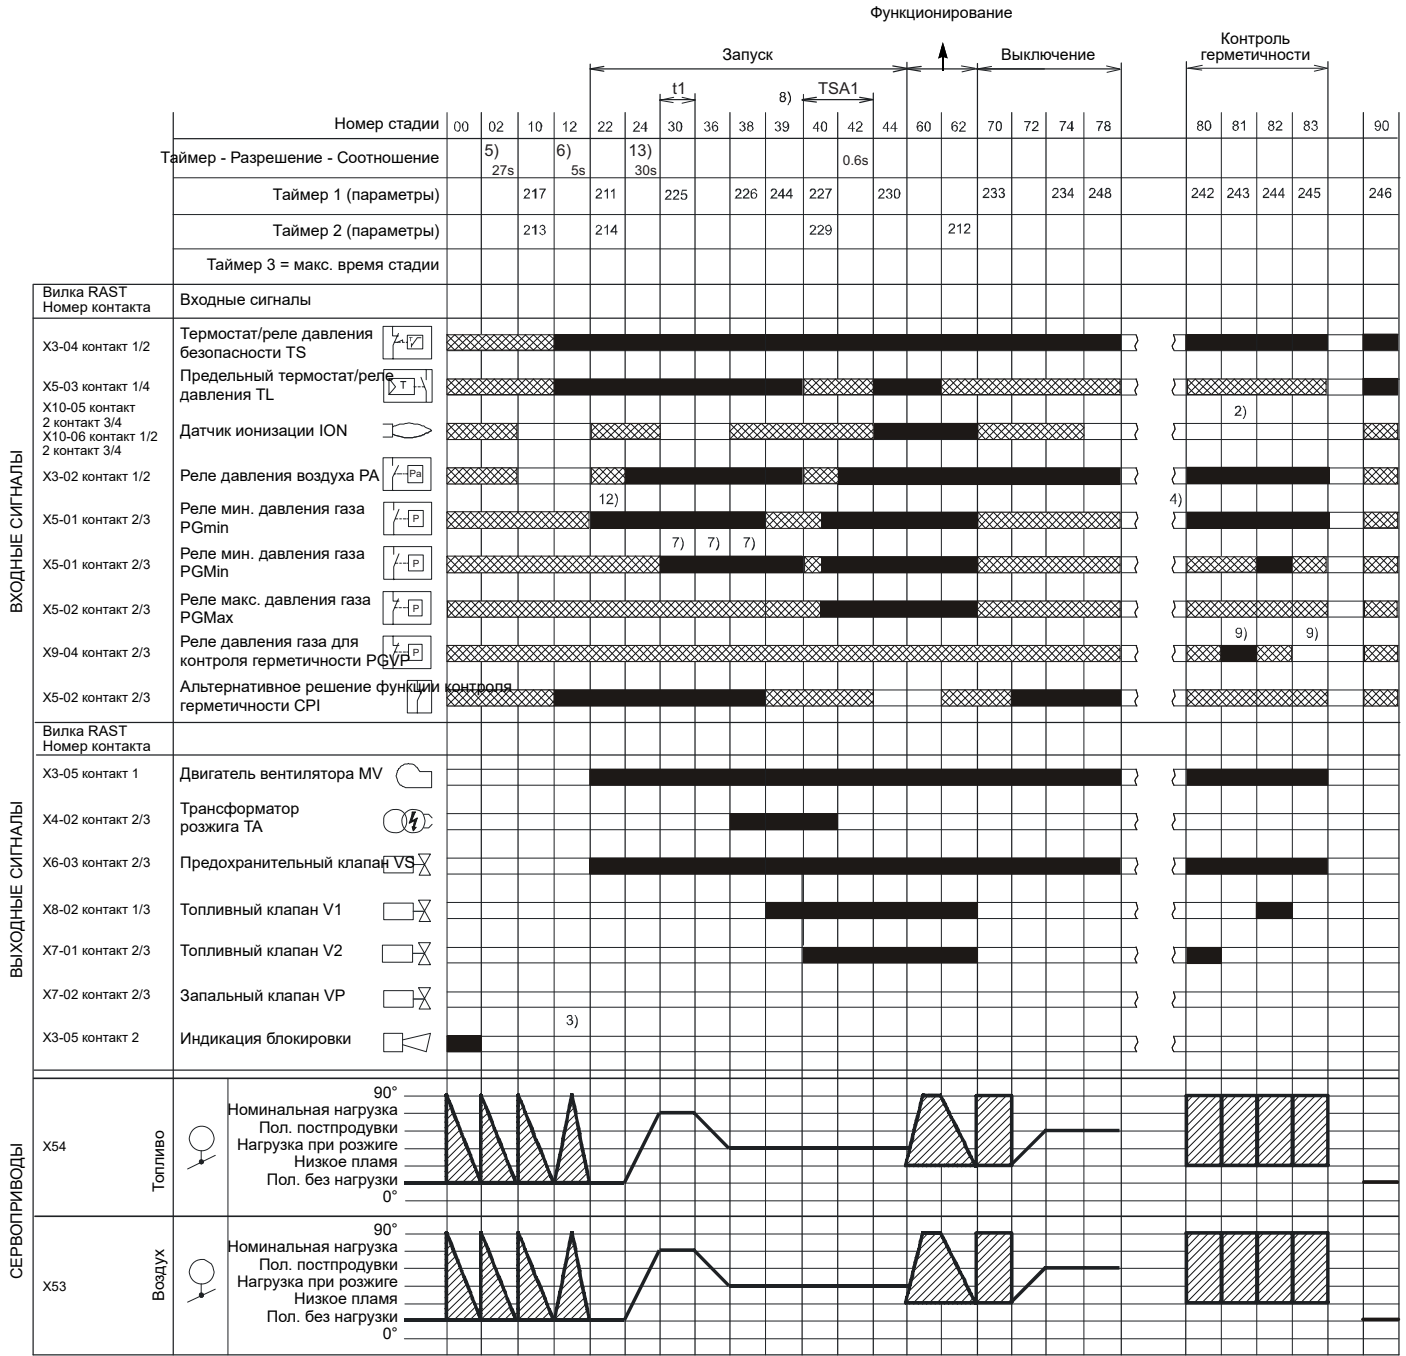 Функционирование
Запуск
Выключение
Контроль
герметичности
t1
8)
TSA1
Номер стадии 00 02 10 12 22 24 30 36 38 39 40 42 44 60 62 70 72 74 78 80 81 82 83 90
Таймер - Разрешение - Соотношение 5) 27s 6) 5s 13) 30s 0.6s
Таймер 1 (параметры) 217 211 225 226 244 227 230 233 234 248 242 243 244 245 246
Таймер 2 (параметры) 213 214 229 212
Таймер 3 = макс. время стадии
Вилка RAST
Номер контакта
Входные сигналы
ВХОДНЫЕ СИГНАЛЫ
X3-04 контакт 1/2
Термостат/реле давления
безопасности TS
X5-03 контакт 1/4
Предельный термостат/реле
давления TL
T
X10-05 контакт
2 контакт 3/4
X10-06 контакт 1/2
2 контакт 3/4
Датчик ионизации ION
2)
X3-02 контакт 1/2
Реле давления воздуха PA
Pa
12)
4)
X5-01 контакт 2/3
Реле мин. давления газа
PGmin
P
7) 7) 7)
X5-01 контакт 2/3
Реле мин. давления газа
PGMin
P
X5-02 контакт 2/3
Реле макс. давления газа
PGMax
P
9) 9)
X9-04 контакт 2/3
Реле давления газа для
контроля герметичности PGVP
P
X5-02 контакт 2/3
Альтернативное решение функции контроля
герметичности CPI
Вилка RAST
Номер контакта
ВЫХОДНЫЕ СИГНАЛЫ
X3-05 контакт 1
Двигатель вентилятора MV
X4-02 контакт 2/3
Трансформатор
розжига TA
X6-03 контакт 2/3
Предохранительный клапан VS
X8-02 контакт 1/3
Топливный клапан V1
X7-01 контакт 2/3
Топливный клапан V2
X7-02 контакт 2/3
Запальный клапан VP
3)
X3-05 контакт 2
Индикация блокировки
СЕРВОПРИВОДЫ
X54
Топливо
90°
Номинальная нагрузка
Пол. постпродувки
Нагрузка при розжиге
Низкое пламя
Пол. без нагрузки
0°
X53
Воздух
90°
Номинальная нагрузка
Пол. постпродувки
Нагрузка при розжиге
Низкое пламя
Пол. без нагрузки
0°